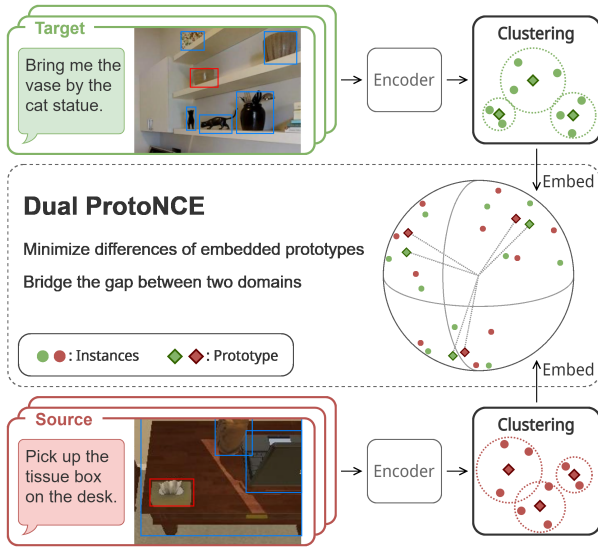 Target
Bring me the
vase by the
cat statue.
Encoder
Clustering
Embed
Dual ProtoNCE
Minimize differences of embedded prototypes
Bridge the gap between two domains
: Instances
: Prototype
Embed
Source
Pick up the
tissue box
on the desk.
Encoder
Clustering